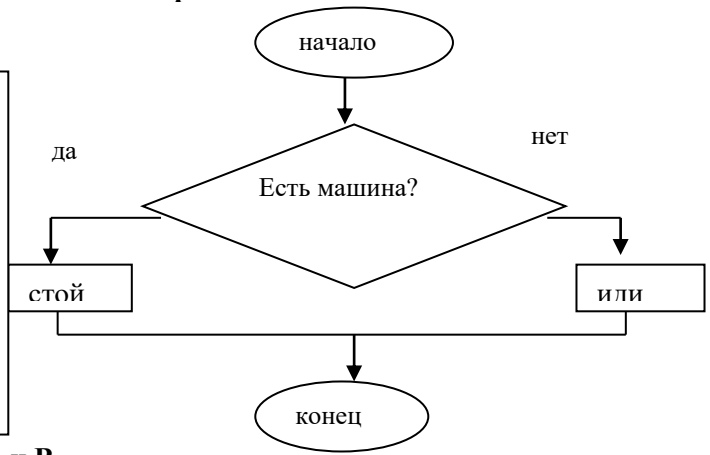 начало
да
нет
Есть машина?
стой
иди
конец